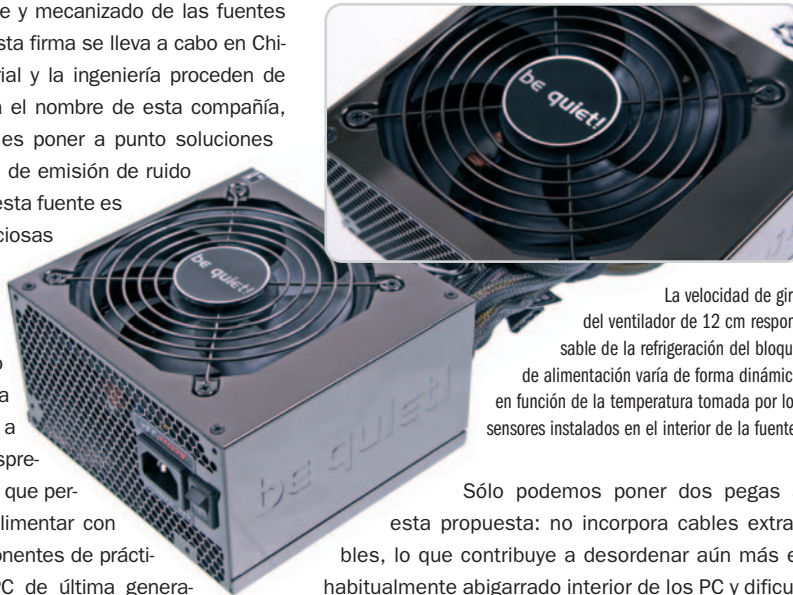 e y mecanizado de las fuentes
sta firma se lleva a cabo en Chi-
rial y la ingeniería proceden de
a el nombre de esta compañía,
es poner a punto soluciones
de emisión de ruido
esta fuente es
ciosas
o
a
a
spre-
que per-
limentar con
onentes de prácti-
PC de última genera-
be quiet!
be quiet!
be quiet!
La velocidad de gir
del ventilador de 12 cm respon
sable de la refrigeración del bloqu
de alimentación varía de forma dinámic
en función de la temperatura tomada por lo
sensores instalados en el interior de la fuente
Sólo podemos poner dos pegas a
esta propuesta: no incorpora cables extra
bles, lo que contribuye a desordenar aún más e
habitualmente abigarrado interior de los PC y dificu